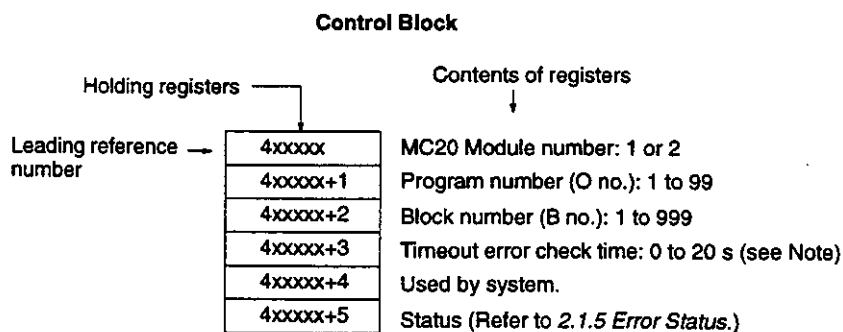 Control Block
Holding registers
Contents of registers
Leading reference
number
4xxxxx MC20 Module number: 1 or 2
4xxxxx+1 Program number (O no.): 1 to 99
4xxxxx+2 Block number (B no.): 1 to 999
4xxxxx+3 Timeout error check time: 0 to 20 s (see Note)
4xxxxx+4 Used by system.
4xxxxx+5 Status (Refer to 2.1.5 Error Status.)